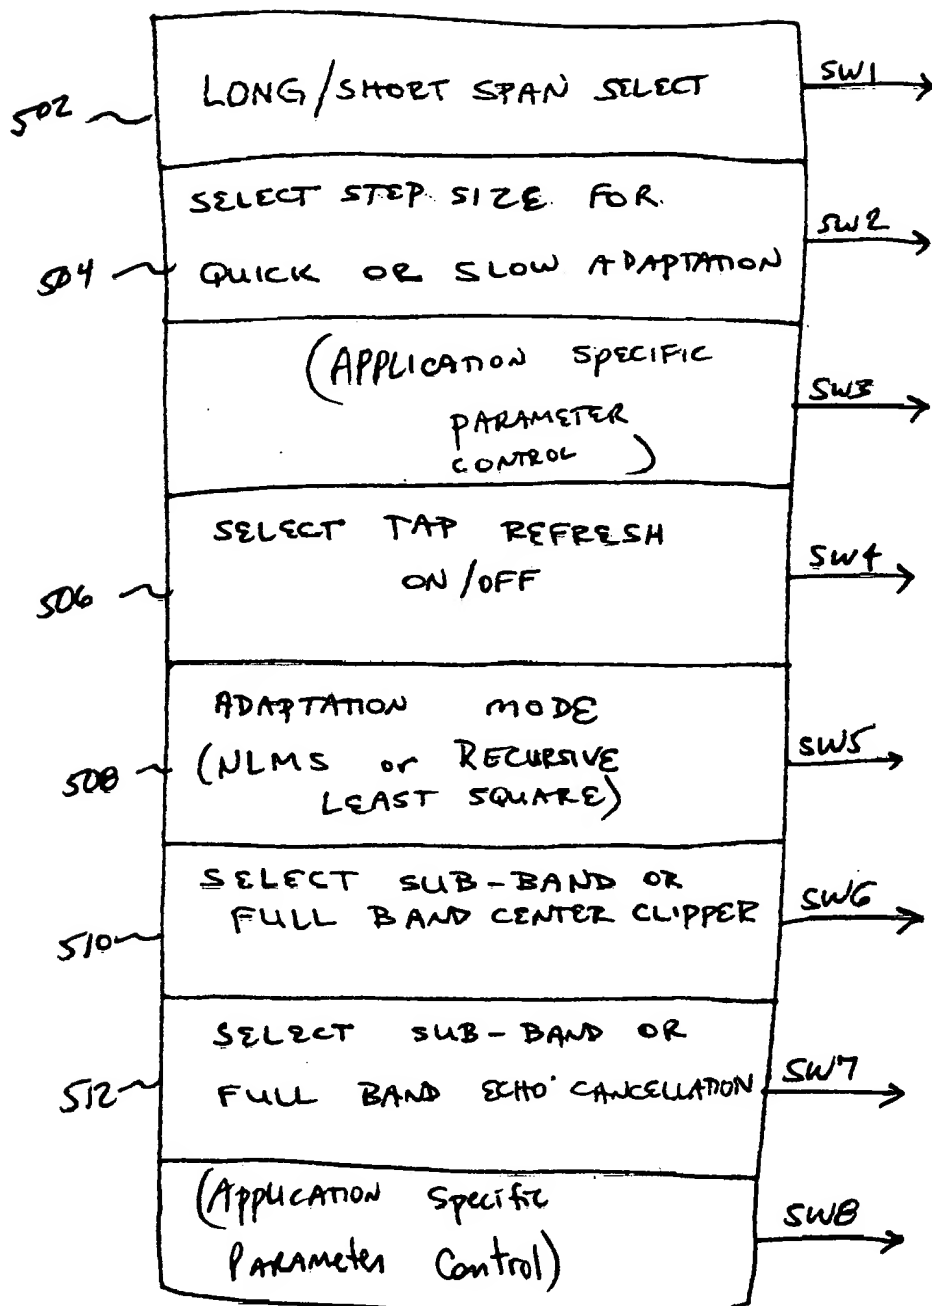 LONG/SHORT SPAN SELECT
SW1
502
SELECT STEP SIZE FOR
SW2
504
QUICK OR SLOW ADAPTATION
(APPLICATION SPECIFIC
SW3
PARAMETER
CONTROL)
SELECT TAP REFRESH
ON/OFF
SW4
506
ADAPTATION MODE
SW5
508
(NLMS or RECURSIVE
LEAST SQUARE)
SELECT SUB-BAND OR
SW6
FULL BAND CENTER CLIPPER
510
SELECT SUB-BAND OR
SW7
512
FULL BAND ECHO CANCELLATION
(APPLICATION Specific
SW8
PARAMeter Control)